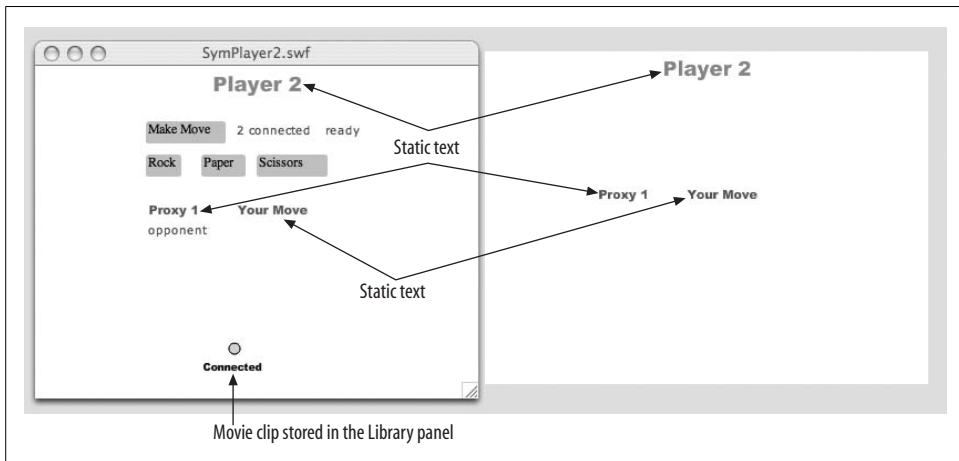 SymPlayer2.swf
Player 2
Player 2
Make Move 2 connected ready
Static text
Rock Paper Scissors
Proxy 1 Your Move
Proxy 1 Your Move
opponent
Static text
Connected
Movie clip stored in the Library panel